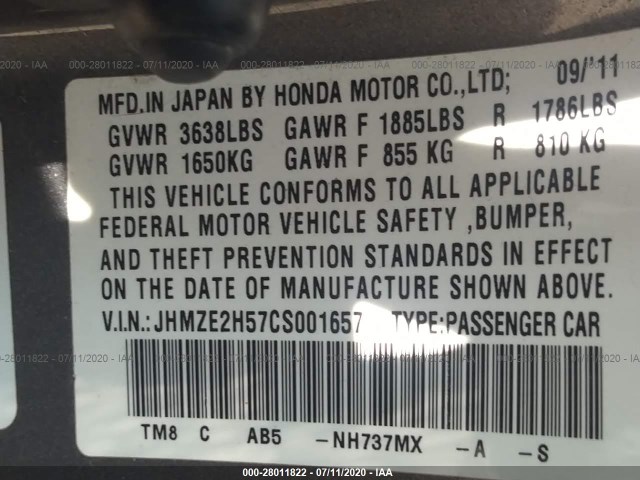 000-28011822 - 07/11/2020 - IAA
MFD.IN JAPAN BY HONDA MOTOR CO.,LTD; 09/'11
GVWR 3638LBS GAWR F 1885LBS R 1786LBS
GVWR 1650KG GAWR F 855 KG R 810 KG
THIS VEHICLE CONFORMS TO ALL APPLICABLE
FEDERAL MOTOR VEHICLE SAFETY ,BUMPER,
AND THEFT PREVENTION STANDARDS IN EFFECT
ON THE DATE OF MANUFACTURE SHOWN ABOVE.
V.I.N.:JHMZE2H57CS001657 TYPE:PASSENGER CAR
TM8 C AB5 -NH737MX -A -S
000-28011822 - 07/11/2020 - IAA